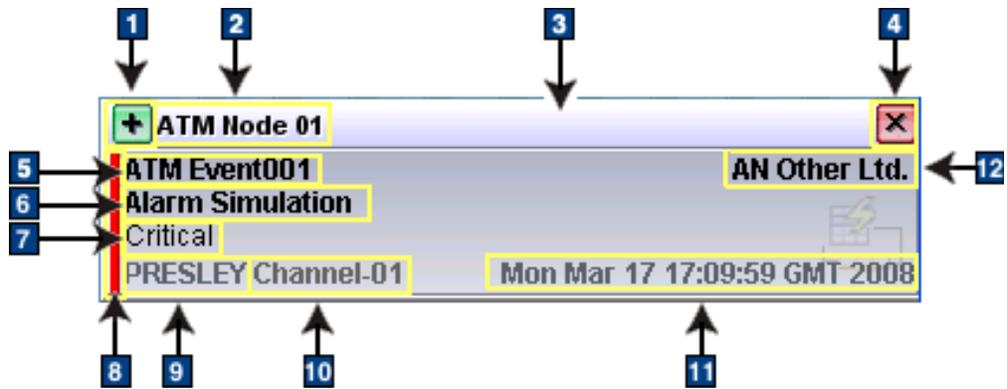 1 2 3 4
ATM Node 01
5 ATM Event001 AN Other Ltd. 12
6 Alarm Simulation
7 Critical
PRESLEY Channel-01 Mon Mar 17 17:09:59 GMT 2008
8 9 10 11